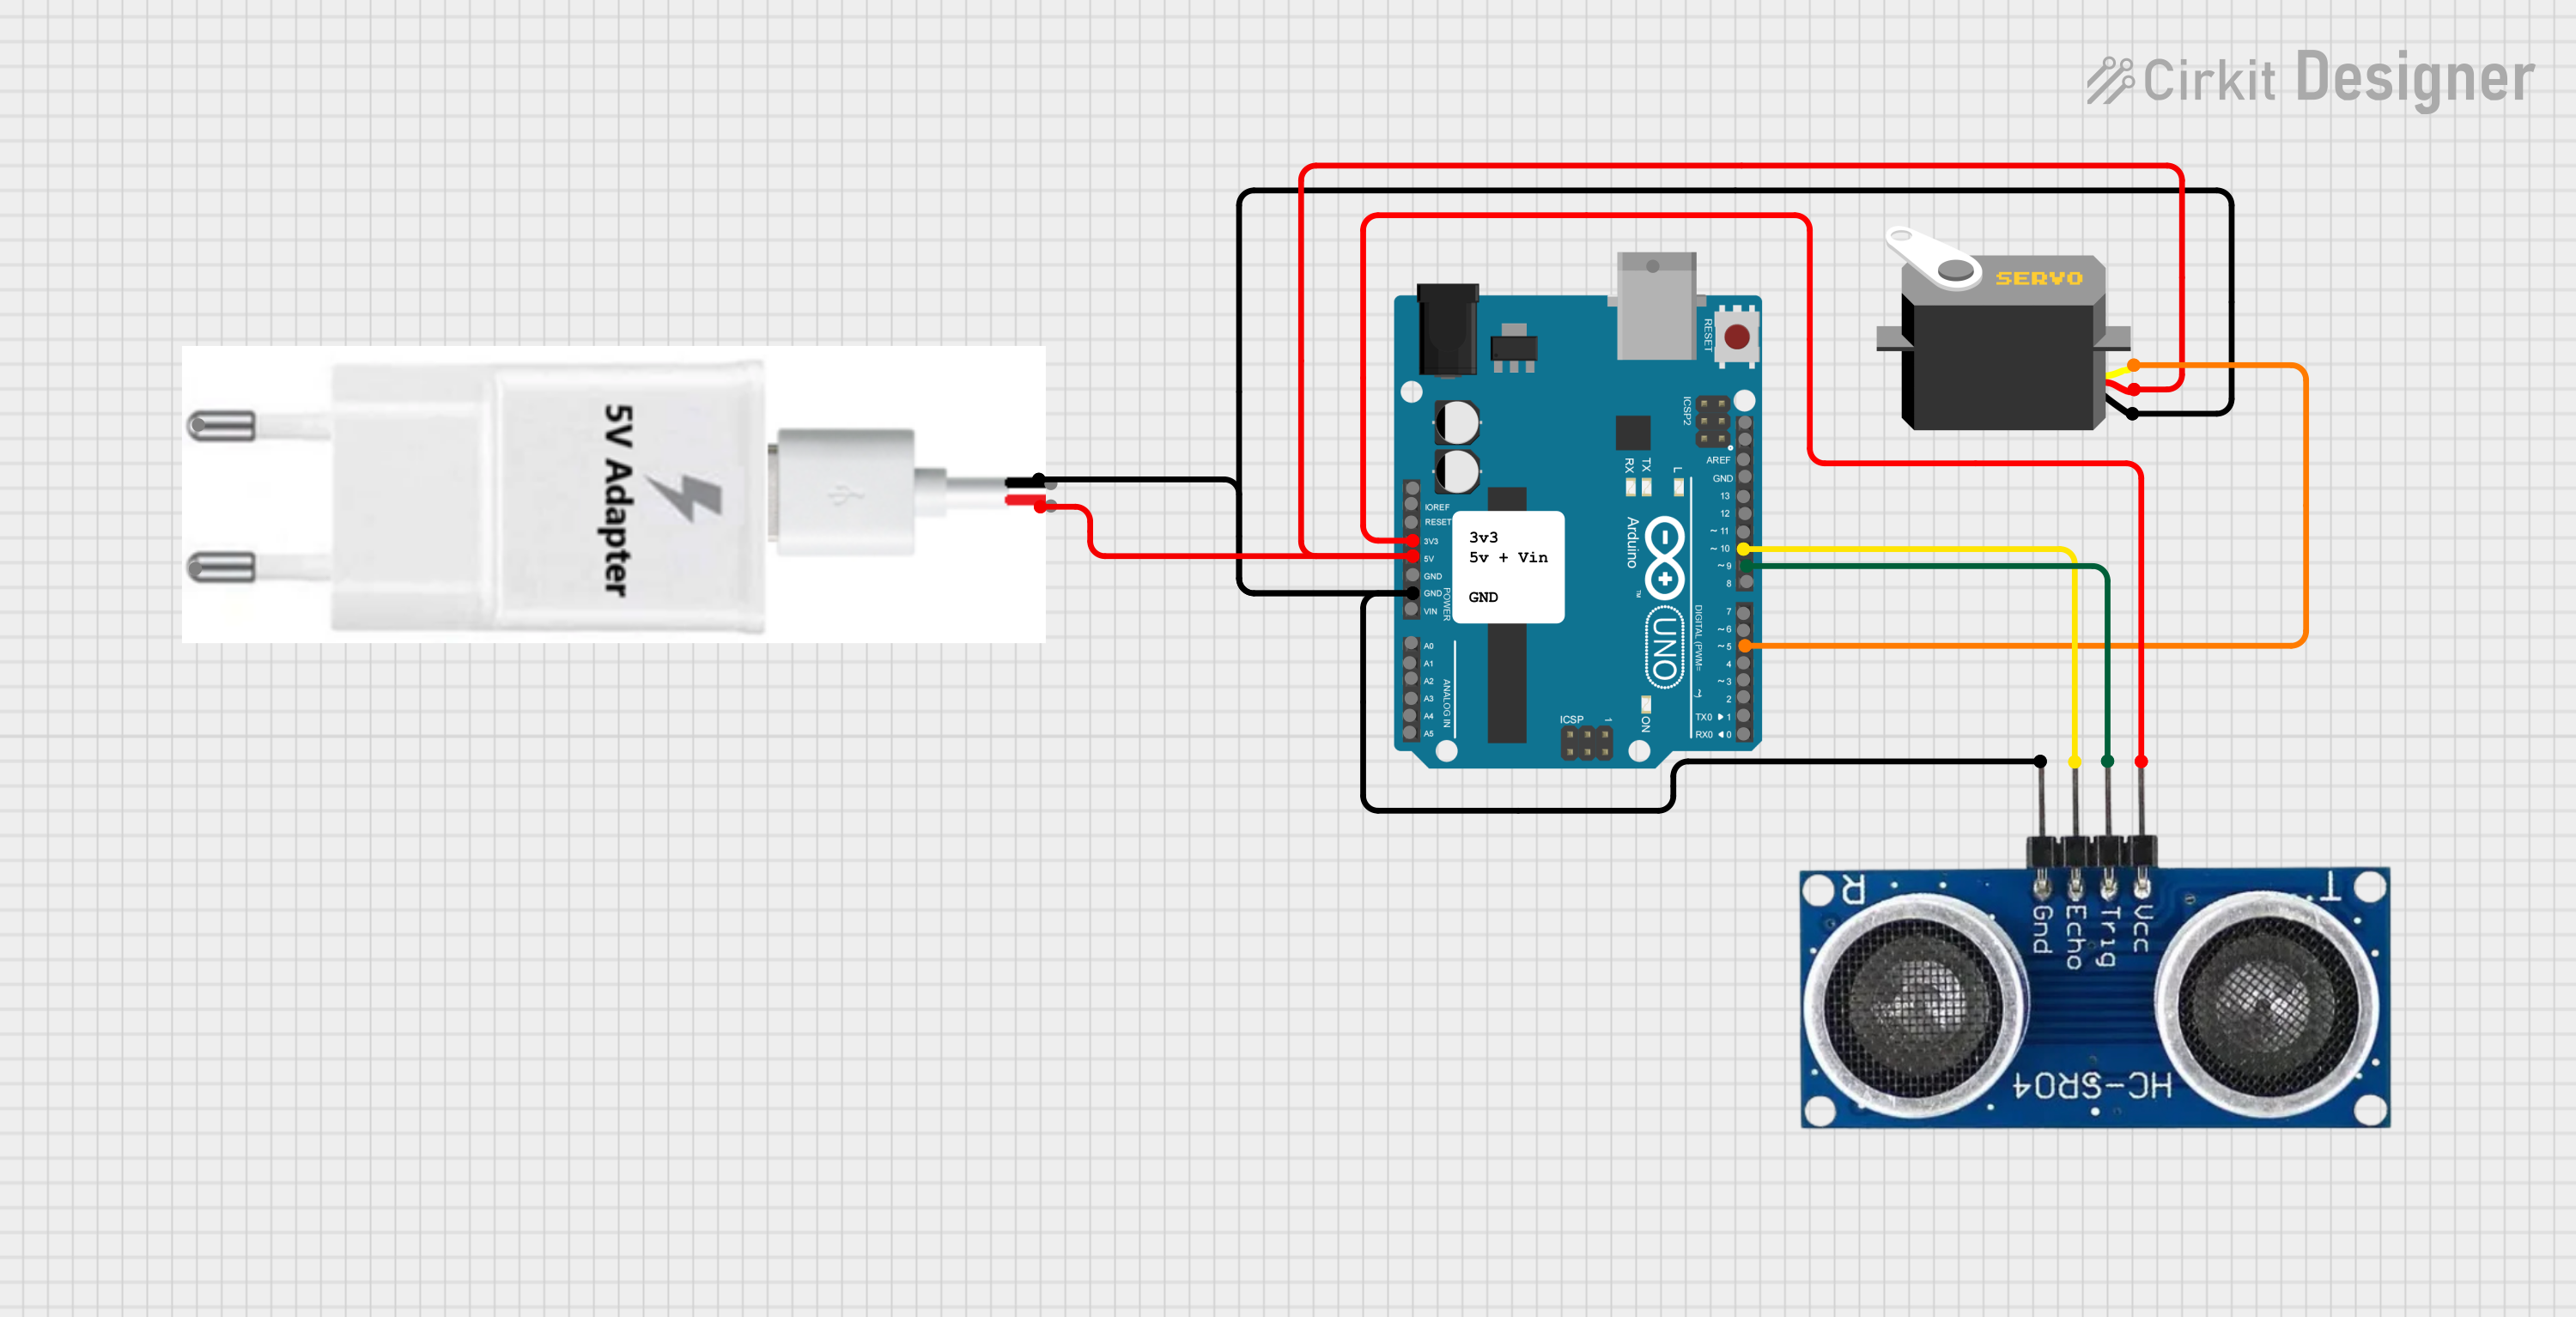 Cirkit Designer
5V Adapter
SERVO
RESET
ICSP2
AREF
GND
13
12
~ 11
~ 10
~ 9
8
7
~ 6
~ 5
4
~ 3
2
TX0 ▶ 1
RX0 ◀ 0
RX
TX
L
IOREF
RESET
3V3
5V
GND
GND
VIN
POWER
3v3
5v + Vin
GND
Arduino
TM
UNO
DIGITAL (PWM= ~)
A0
A1
A2
A3
A4
A5
ANALOG IN
ICSP
1
ON
R
T
Gnd
Echo
Trig
Vcc
HC-SR04